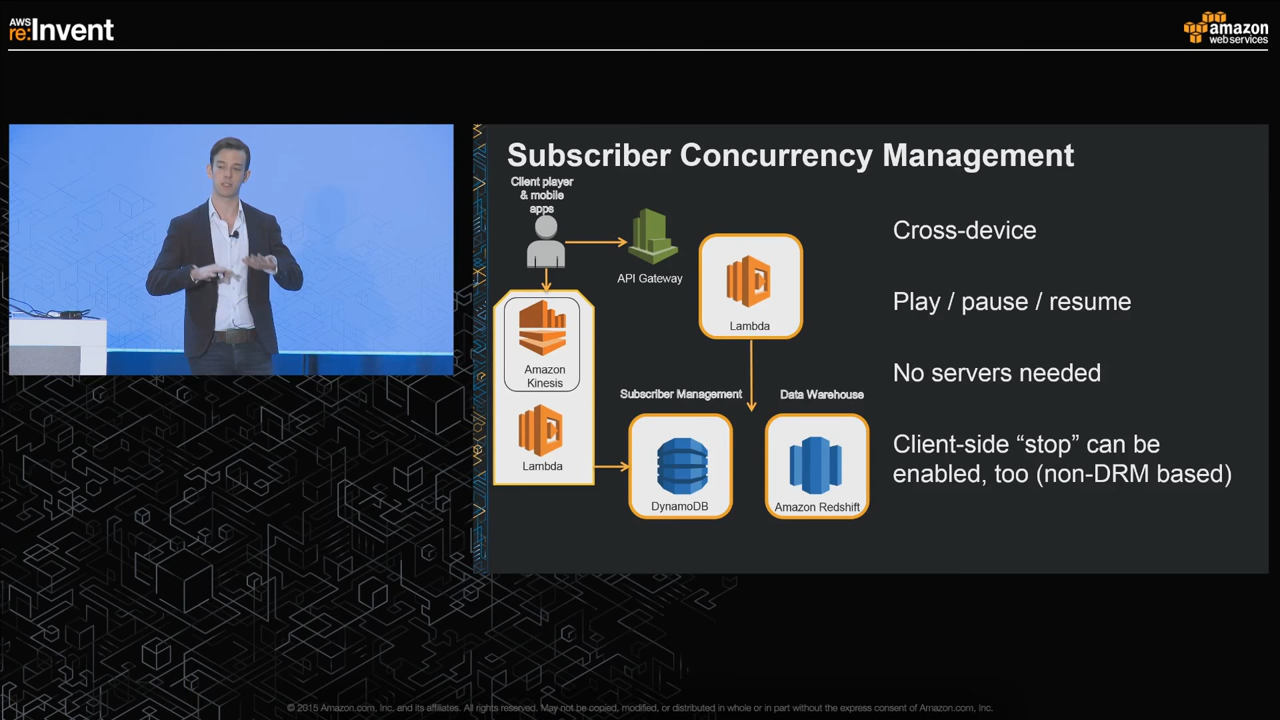 AWS
re:Invent
amazon
web services
Subscriber Concurrency Management
Client player
& mobile
apps
API Gateway
Lambda
Amazon
Kinesis
Lambda
Subscriber Management
Data Warehouse
DynamoDB
Amazon Redshift
Cross-device
Play / pause / resume
No servers needed
Client-side “stop” can be
enabled, too (non-DRM based)
© 2015 Amazon.com, Inc. and its affiliates. All rights reserved. May not be copied, modified, or distributed in whole or in part without the express consent of Amazon.com, Inc.